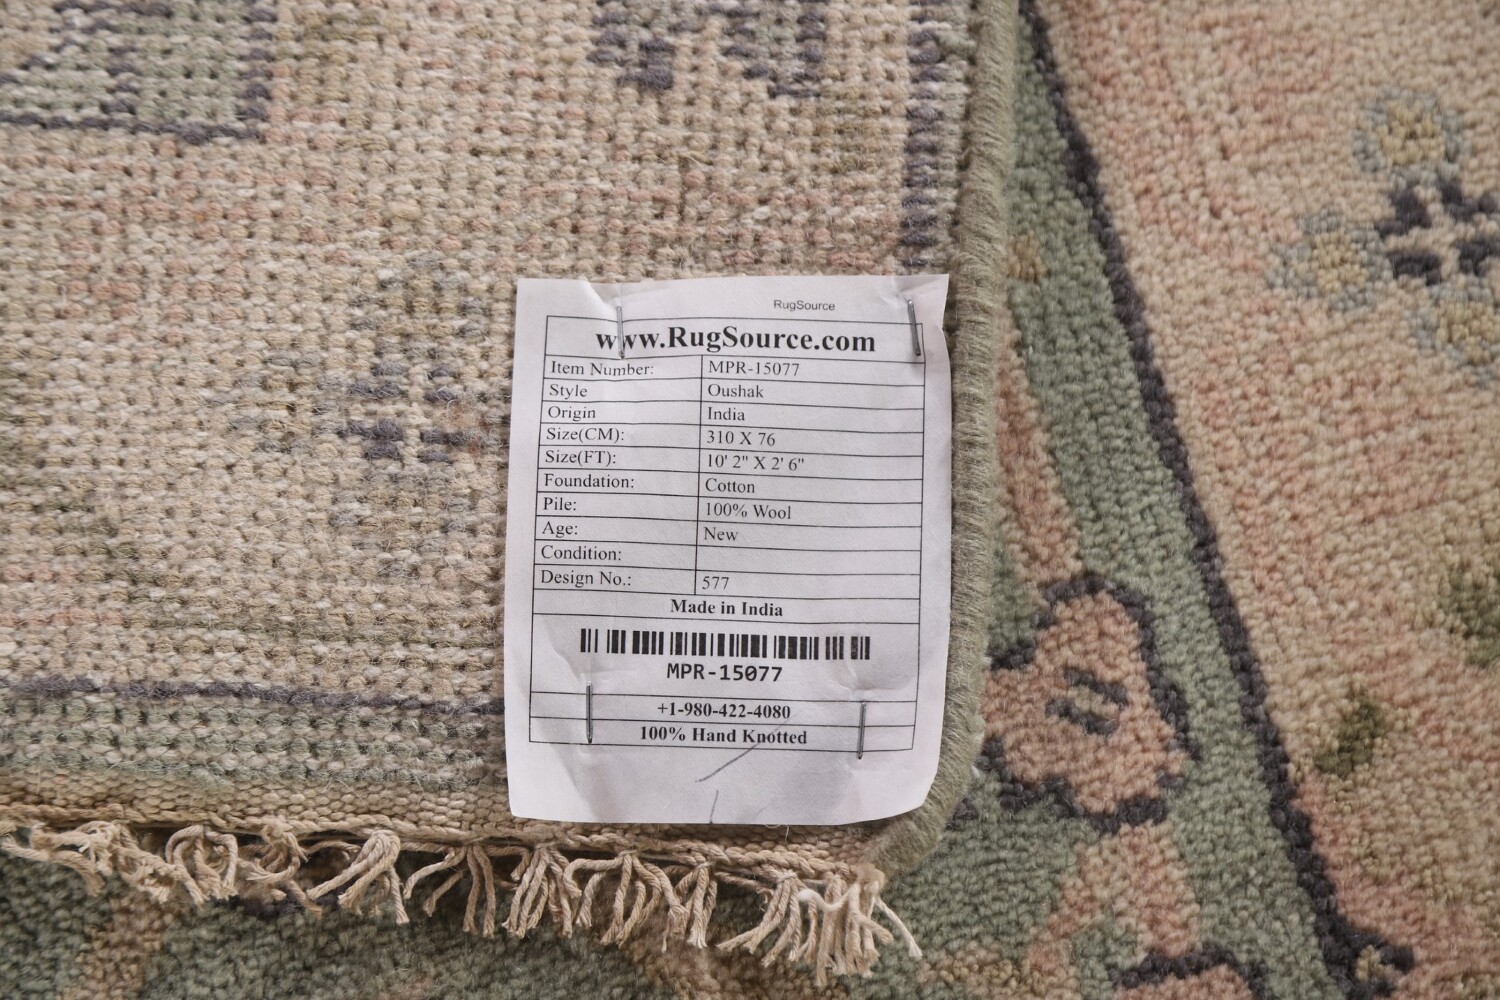 RugSource
www.RugSource.com
Item Number: MPR-15077
Style Oushak
Origin India
Size(CM): 310 X 76
Size(FT): 10' 2" X 2' 6"
Foundation: Cotton
Pile: 100% Wool
Age: New
Condition:
Design No.: 577
Made in India
MPR-15077
+1-980-422-4080
100% Hand Knotted